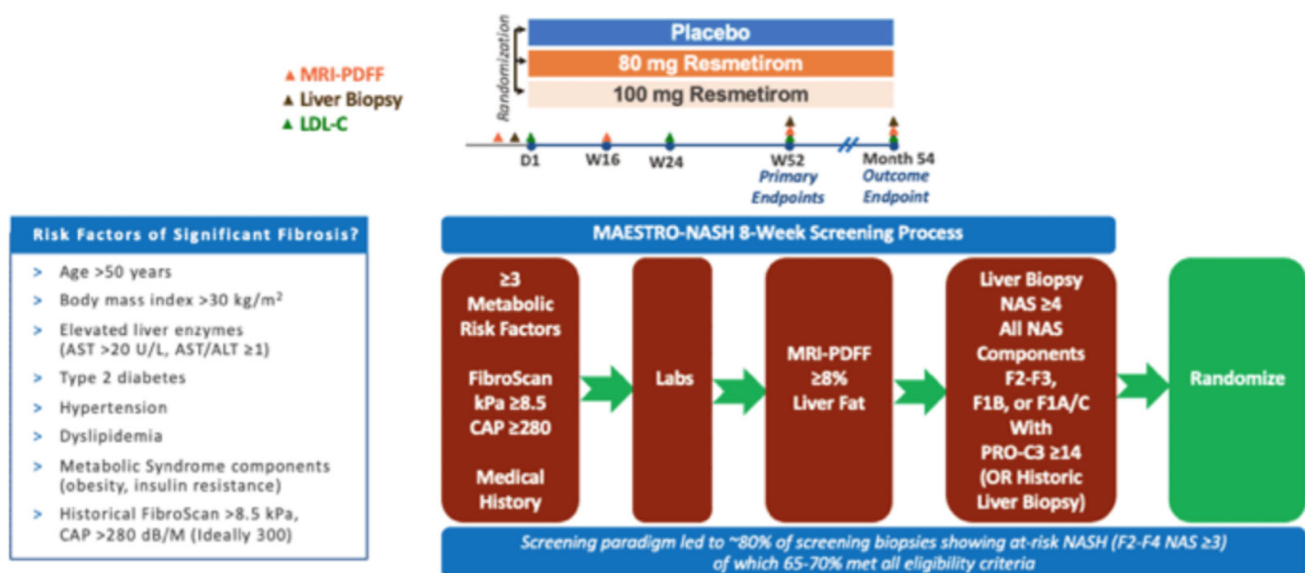 Placebo
80 mg Resmetirom
100 mg Resmetirom
Randomization
▲ MRI-PDFF
▲ Liver Biopsy
▲ LDL-C
D1
W16
W24
W52
Primary
Endpoints
Month 54
Outcome
Endpoint
Risk Factors of Significant Fibrosis?
> Age >50 years
> Body mass index >30 kg/m²
> Elevated liver enzymes
(AST >20 U/L, AST/ALT ≥1)
> Type 2 diabetes
> Hypertension
> Dyslipidemia
> Metabolic Syndrome components
(obesity, insulin resistance)
> Historical FibroScan >8.5 kPa,
CAP >280 dB/M (Ideally 300)
MAESTRO-NASH 8-Week Screening Process
≥3
Metabolic
Risk Factors
FibroScan
kPa ≥8.5
CAP ≥280
Medical
History
Labs
MRI-PDFF
≥8%
Liver Fat
Liver Biopsy
NAS ≥4
All NAS
Components
F2-F3,
F1B, or F1A/C
With
PRO-C3 ≥14
(OR Historic
Liver Biopsy)
Randomize
Screening paradigm led to ~80% of screening biopsies showing at-risk NASH (F2-F4 NAS ≥3)
of which 65-70% met all eligibility criteria